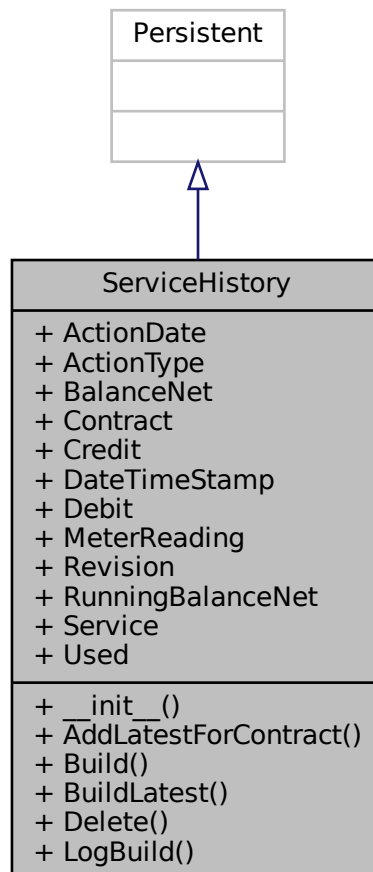 Persistent
ServiceHistory
+ ActionDate
+ ActionType
+ BalanceNet
+ Contract
+ Credit
+ DateTimeStamp
+ Debit
+ MeterReading
+ Revision
+ RunningBalanceNet
+ Service
+ Used
+ __init__()
+ AddLatestForContract()
+ Build()
+ BuildLatest()
+ Delete()
+ LogBuild()